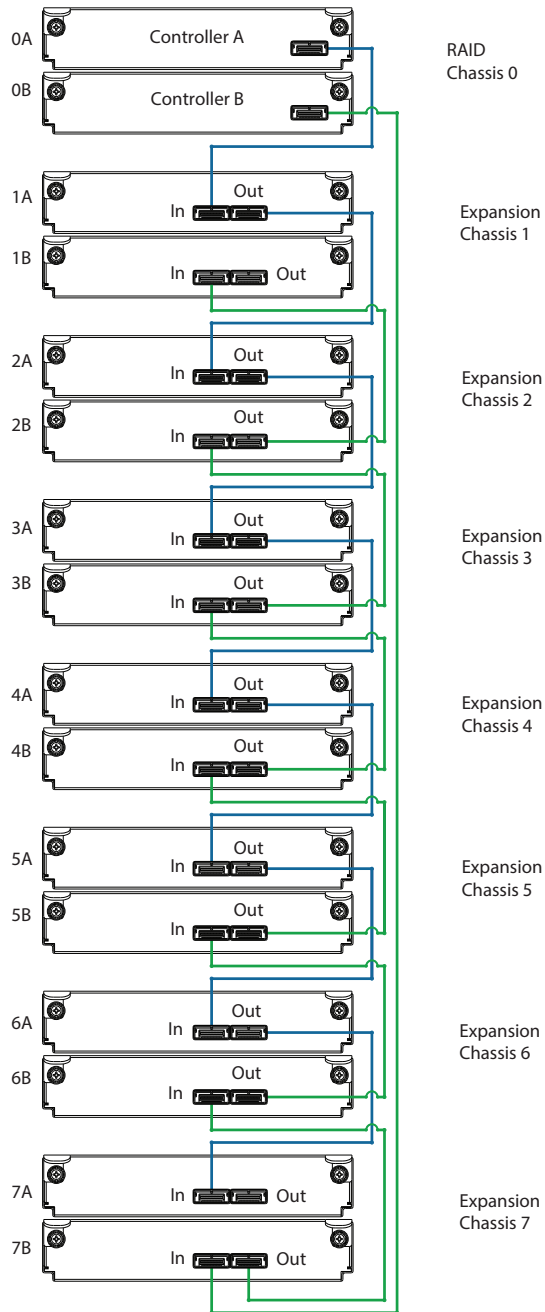 0A
Controller A
RAID
Chassis 0
0B
Controller B
1A
In
Out
Expansion
Chassis 1
1B
In
Out
2A
In
Out
Expansion
Chassis 2
2B
In
Out
3A
In
Out
Expansion
Chassis 3
3B
In
Out
4A
In
Out
Expansion
Chassis 4
4B
In
Out
5A
In
Out
Expansion
Chassis 5
5B
In
Out
6A
In
Out
Expansion
Chassis 6
6B
In
Out
7A
In
Out
Expansion
Chassis 7
7B
In
Out